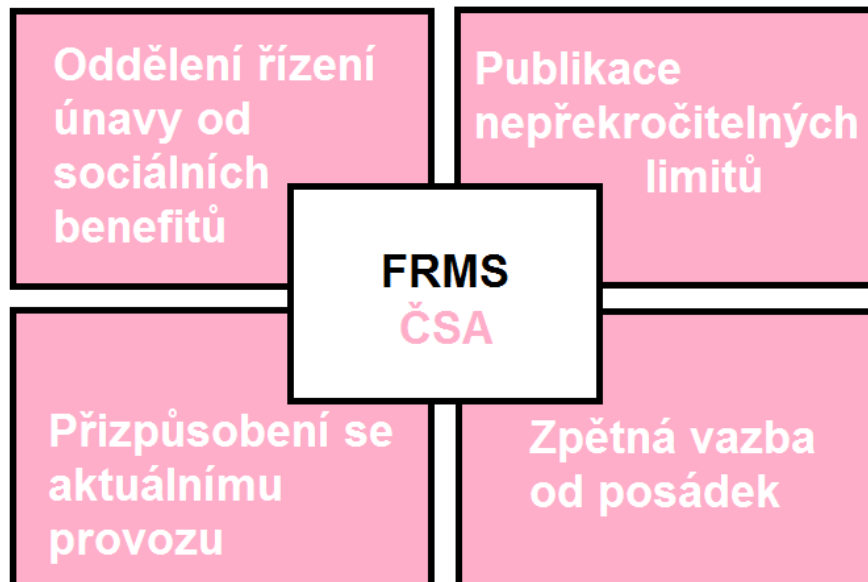 Oddělení řízení
únavy od
sociálních
benefitů
Publikace
nepřekročitelných
limitů
FRMS
ČSA
Přizpůsobení se
aktuálnímu
provozu
Zpětná vazba
od posádek